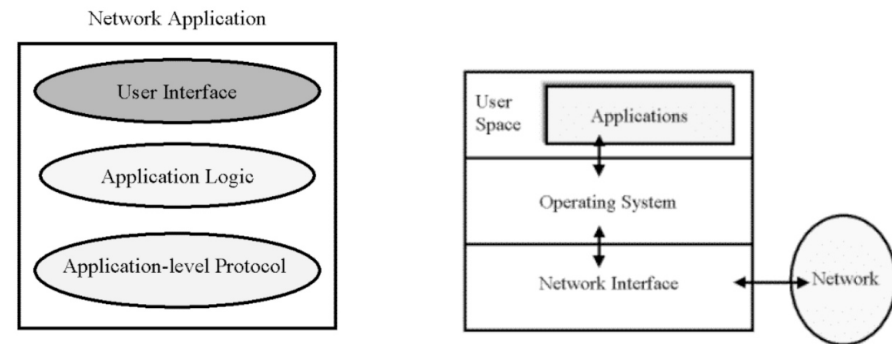 Network Application
User Interface
Application Logic
Application-level Protocol
User
Space
Applications
Operating System
Network Interface
Network